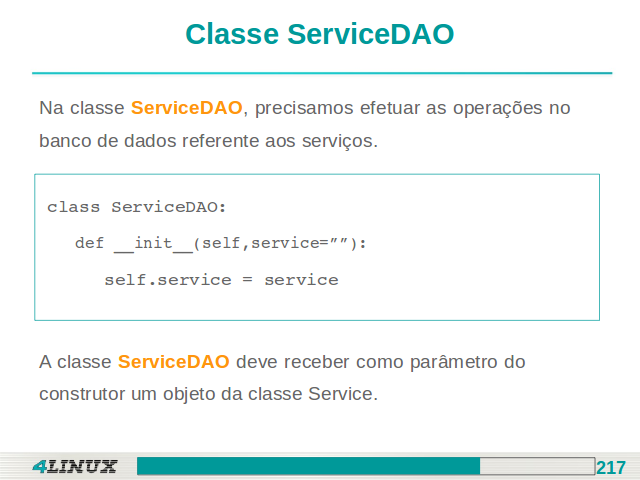 Classe ServiceDAO
Na classe ServiceDAO, precisamos efetuar as operações no
banco de dados referente aos serviços.
class ServiceDAO:
def __init__(self,service=””):
self.service = service
A classe ServiceDAO deve receber como parâmetro do
construtor um objeto da classe Service.
4LINUX
217